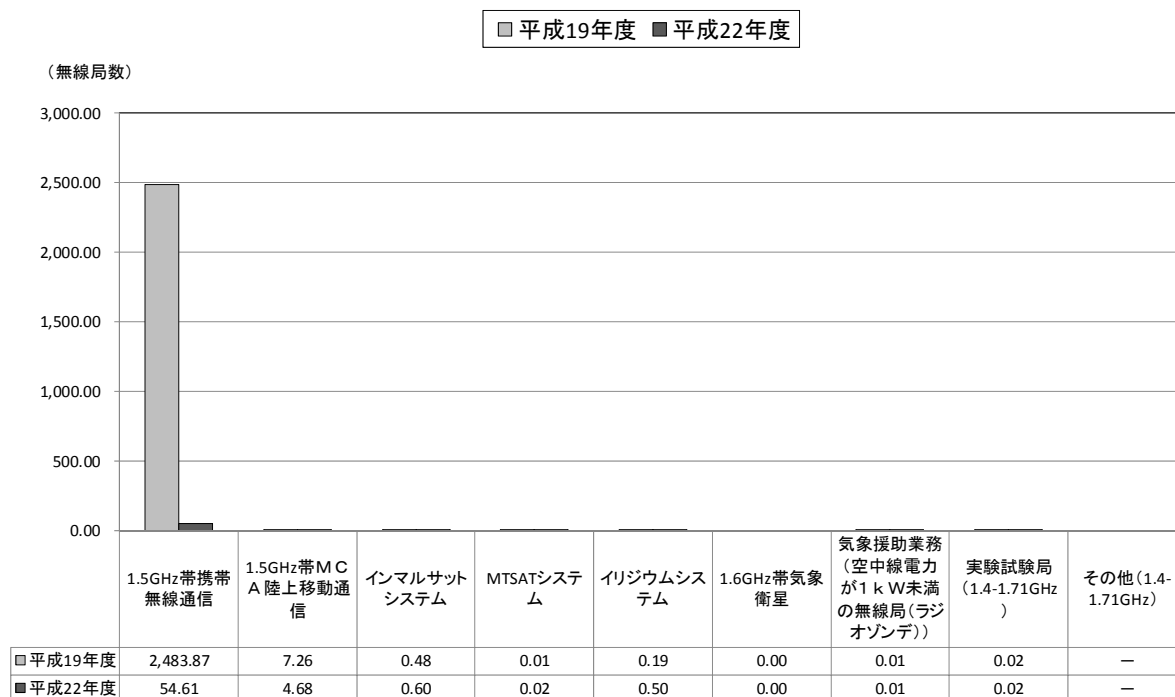 平成19年度 平成22年度
（無線局数）
3,000.00
2,500.00
2,000.00
1,500.00
1,000.00
500.00
0.00
1.5GHz帯携帯
無線通信
1.5GHz帯ＭＣ
Ａ陸上移動通
信
インマルサット
システム
MTSATシステ
ム
イリジウムシス
テム
1.6GHz帯気象
衛星
気象援助業務
（空中線電力
が1ｋＷ未満
の無線局（ラジ
オゾンデ））
実験試験局
（1.4-1.71GHz
）
その他（1.4-
1.71GHz）
平成19年度 2,483.87 7.26 0.48 0.01 0.19 0.00 0.01 0.02 ―
平成22年度 54.61 4.68 0.60 0.02 0.50 0.00 0.01 0.02 ―